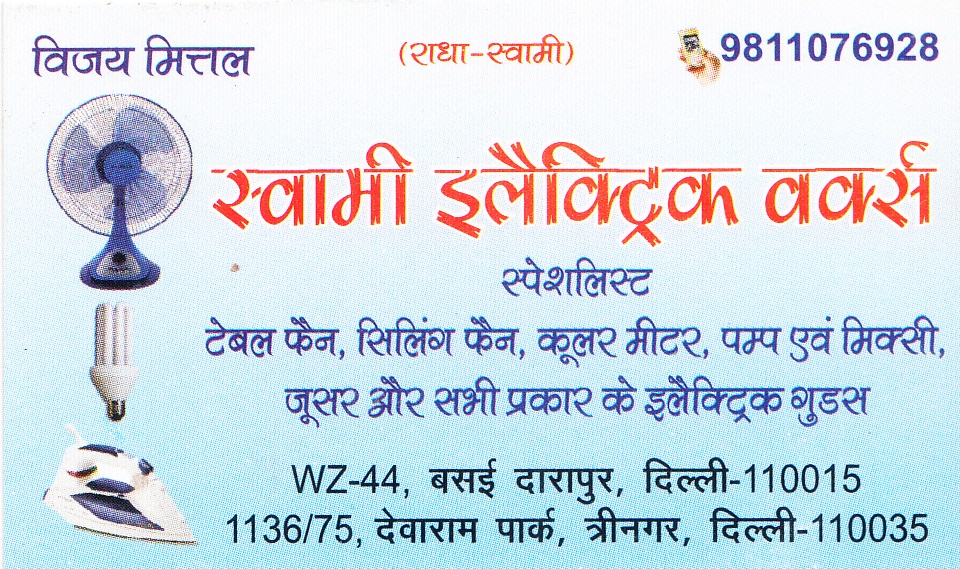 विजय मित्तल (राधा-स्वामी) 9811076928
स्वामी इलैक्ट्रिक वर्क्स
स्पेशलिस्ट
टेबल फैन, सिलिंग फैन, कूलर मीटर, पम्प एवं मिक्सी,
जूसर और सभी प्रकार के इलैक्ट्रिक गुडस
WZ-44, बसई दारापुर, दिल्ली-110015
1136/75, देवाराम पार्क, त्रीनगर, दिल्ली-110035